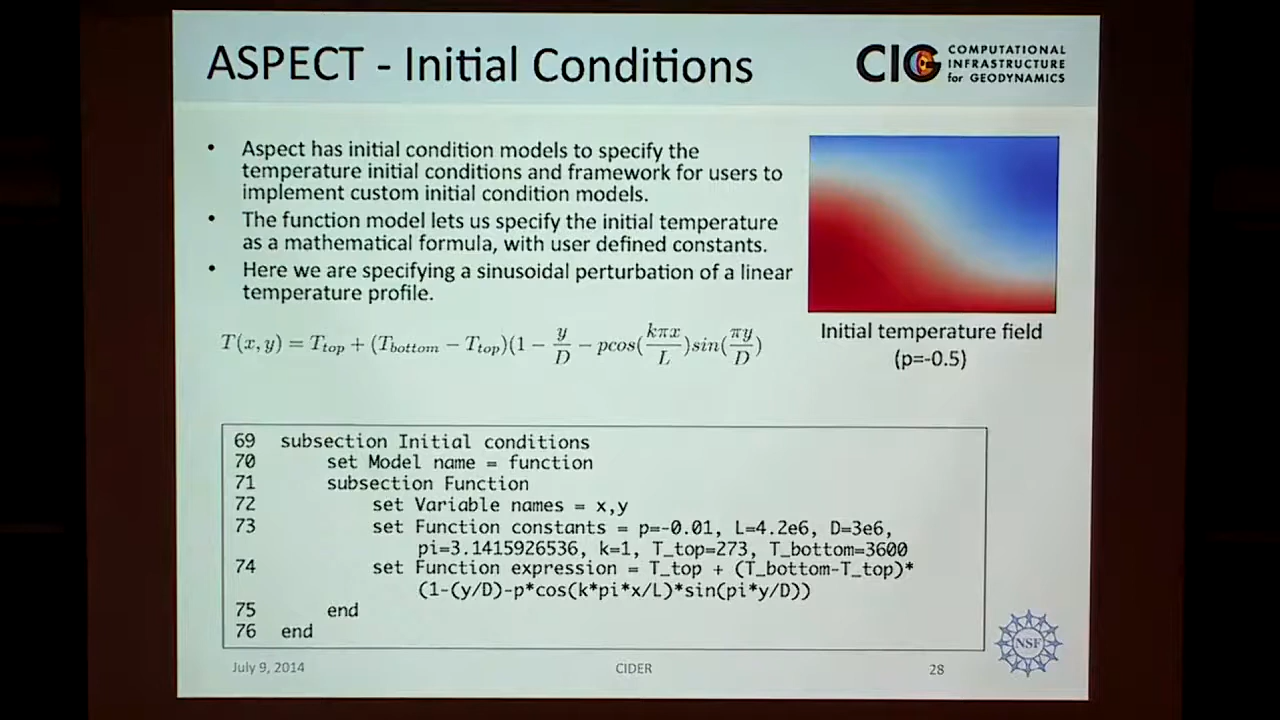 ASPECT - Initial Conditions
CIG COMPUTATIONAL
INFRASTRUCTURE
for GEODYNAMICS
• Aspect has initial condition models to specify the
temperature initial conditions and framework for users to
implement custom initial condition models.
• The function model lets us specify the initial temperature
as a mathematical formula, with user defined constants.
• Here we are specifying a sinusoidal perturbation of a linear
temperature profile.
T(x, y) = T_top + (T_bottom − T_top)(1 − y/D − pcos(kπx/L)sin(πy/D)
Initial temperature field
(p=-0.5)
69 subsection Initial conditions
70 set Model name = function
71 subsection Function
72 set Variable names = x,y
73 set Function constants = p=-0.01, L=4.2e6, D=3e6,
pi=3.1415926536, k=1, T_top=273, T_bottom=3600
74 set Function expression = T_top + (T_bottom-T_top)*
(1-(y/D)-p*cos(k*pi*x/L)*sin(pi*y/D))
75 end
76 end
NSF
July 9, 2014
CIDER
28